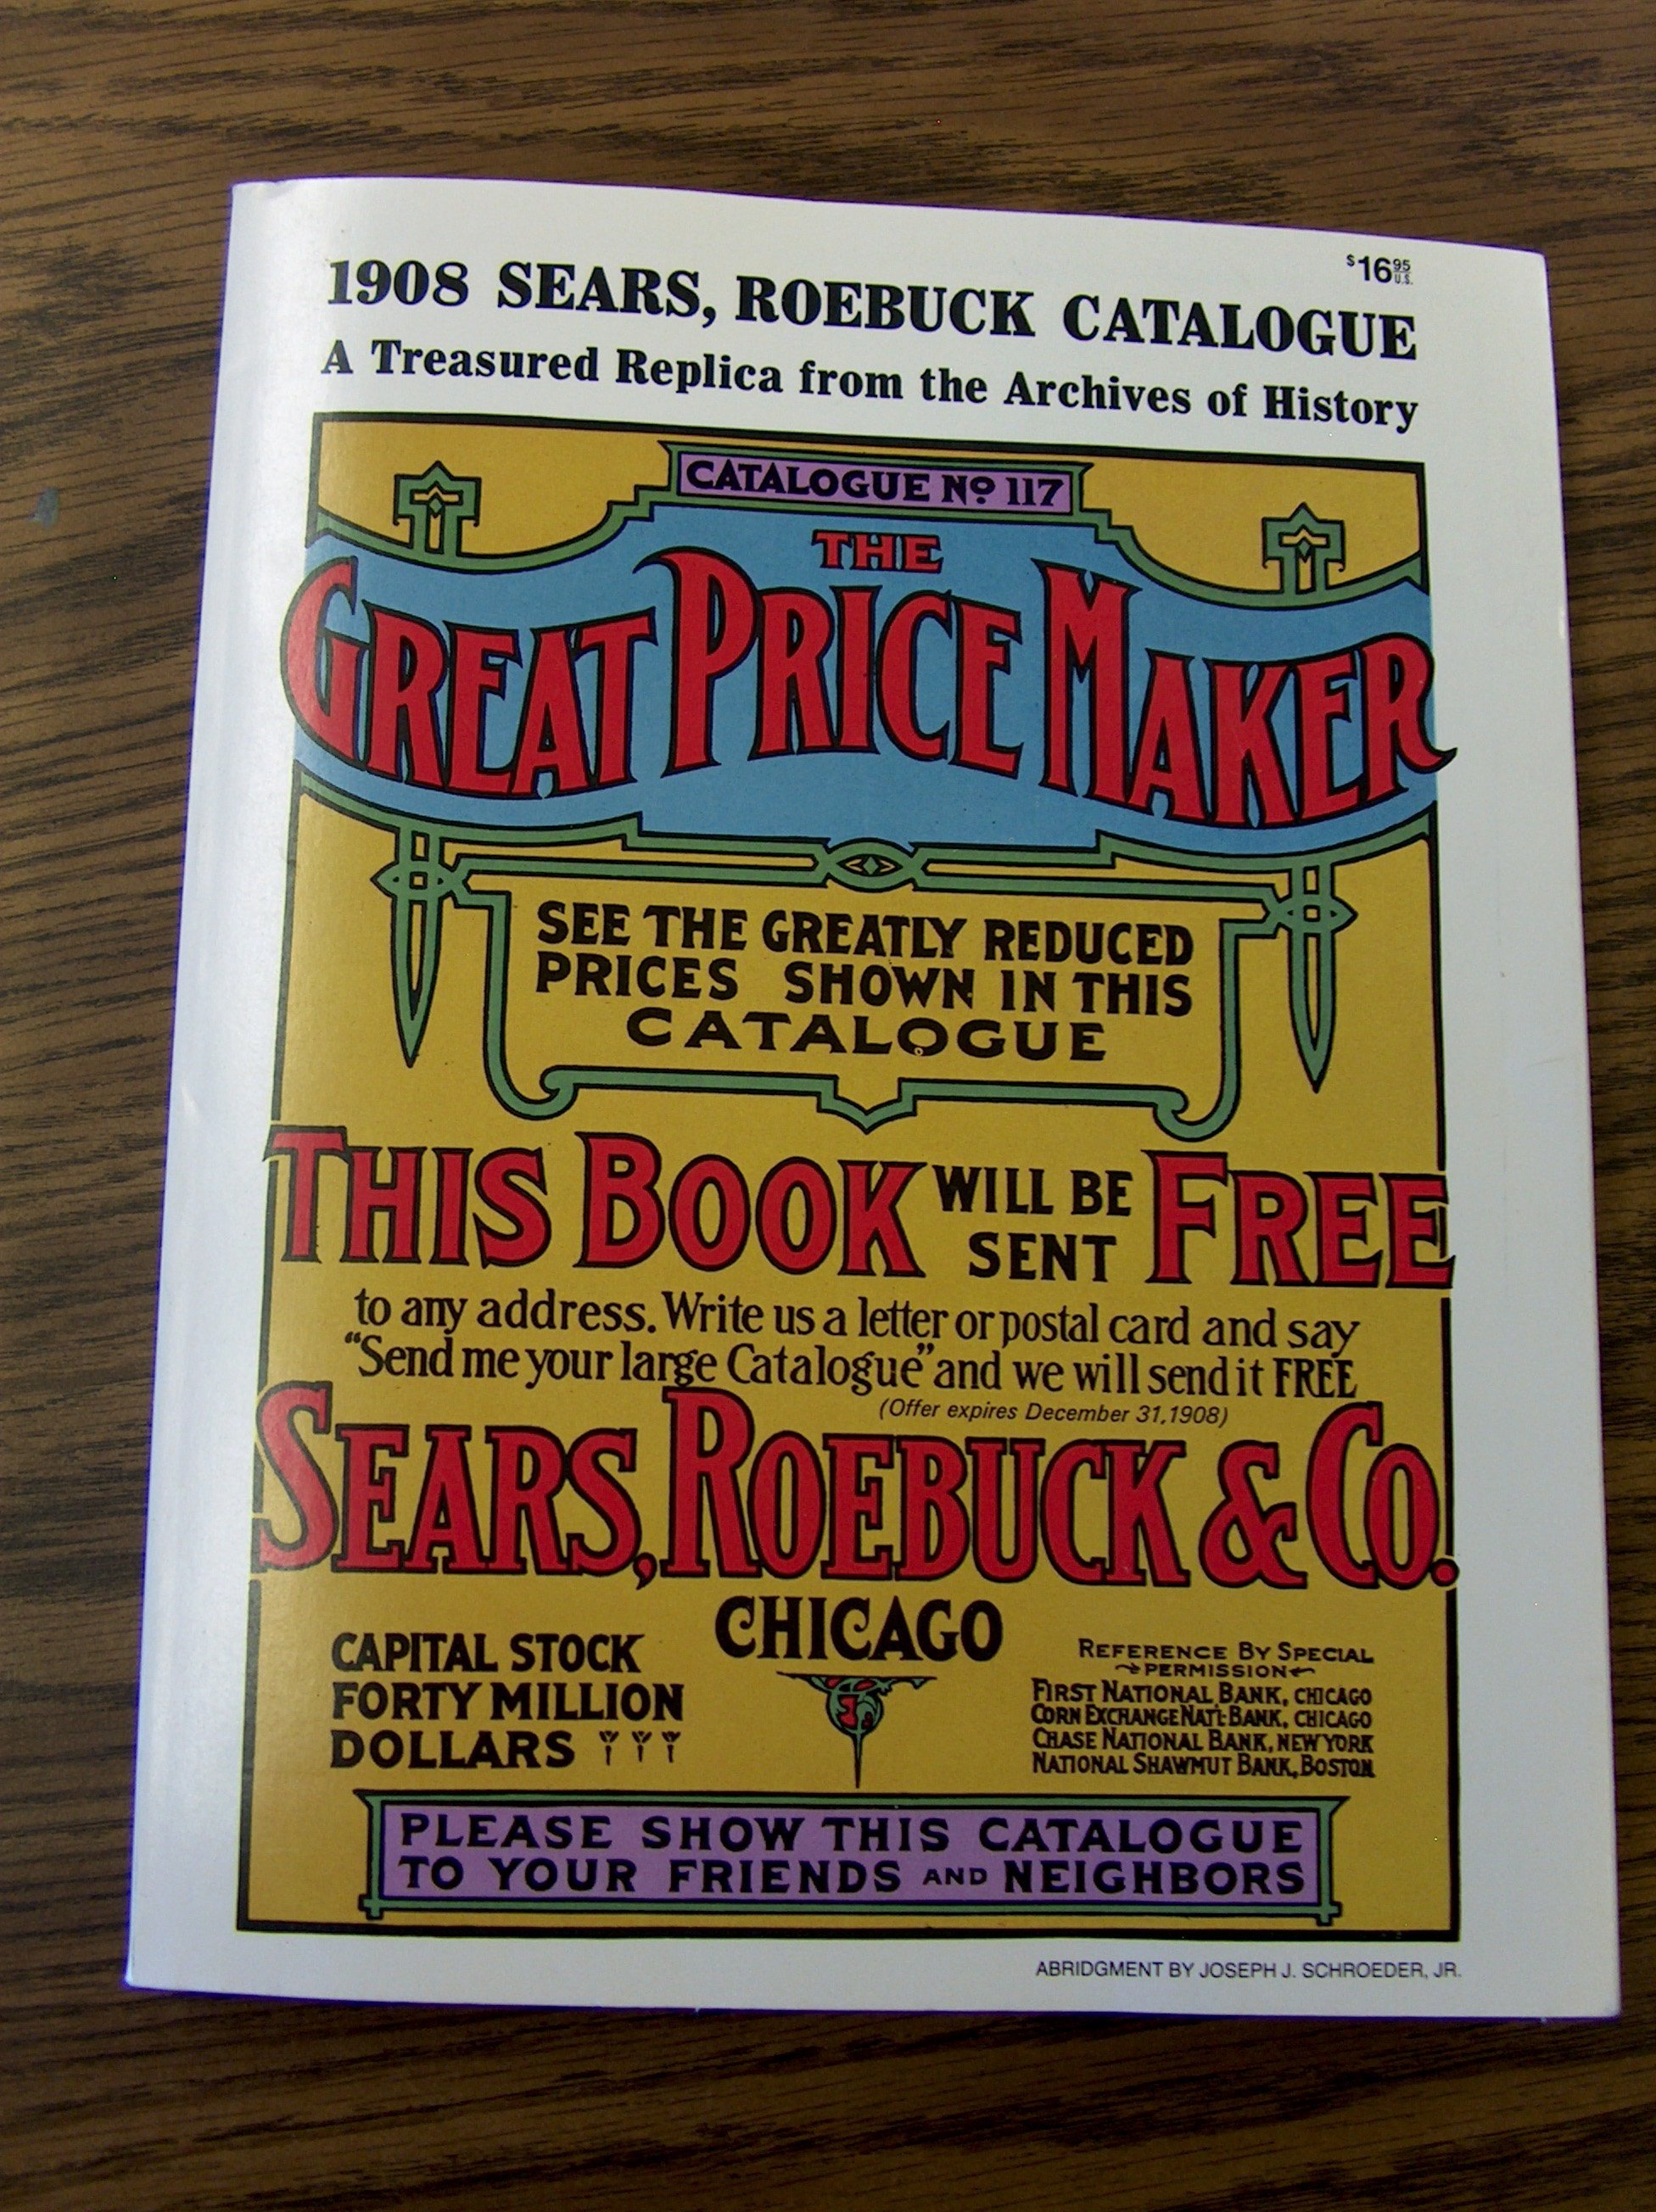 $16.95 U.S.
1908 SEARS, ROEBUCK CATALOGUE
A Treasured Replica from the Archives of History
CATALOGUE No 117
THE
GREAT PRICE MAKER
SEE THE GREATLY REDUCED
PRICES SHOWN IN THIS
CATALOGUE
THIS BOOK WILL BE SENT FREE
to any address. Write us a letter or postal card and say
“Send me your large Catalogue” and we will send it FREE
(Offer expires December 31, 1908)
SEARS, ROEBUCK & CO.
CHICAGO
CAPITAL STOCK
FORTY MILLION
DOLLARS
REFERENCE BY SPECIAL
PERMISSION
FIRST NATIONAL BANK, CHICAGO
CORN EXCHANGE NAT'L BANK, CHICAGO
CHASE NATIONAL BANK, NEW YORK
NATIONAL SHAWMUT BANK, BOSTON
PLEASE SHOW THIS CATALOGUE
TO YOUR FRIENDS AND NEIGHBORS
ABRIDGMENT BY JOSEPH J. SCHROEDER, JR.